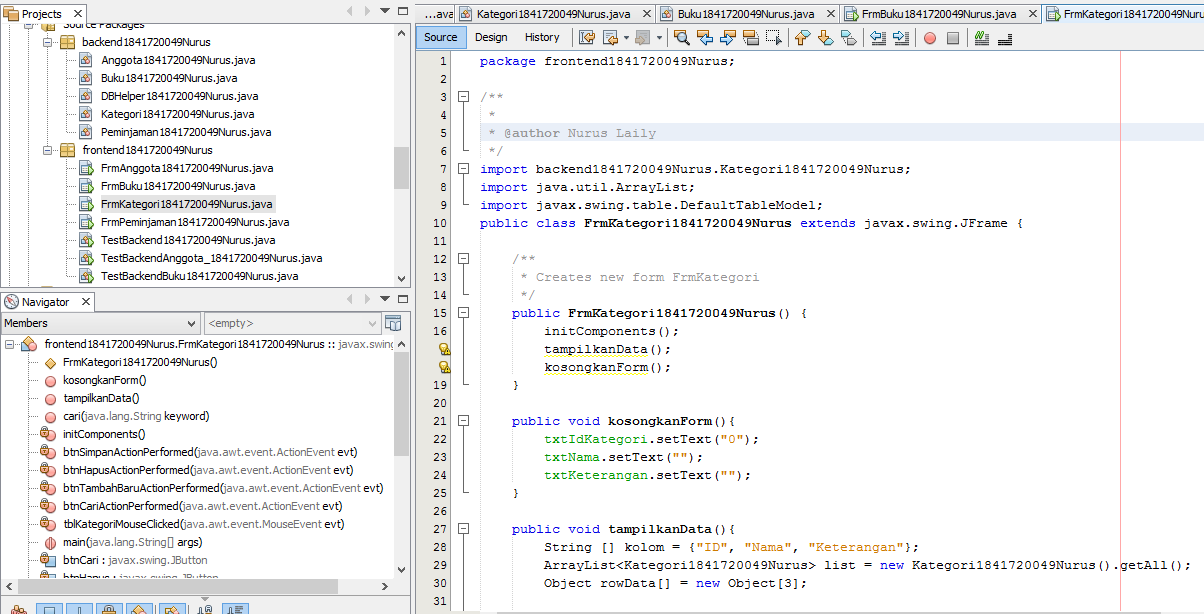 Projects
Source Packages
backend1841720049Nurus
Anggota1841720049Nurus.java
Buku1841720049Nurus.java
DBHelper1841720049Nurus.java
Kategori1841720049Nurus.java
Peminjaman1841720049Nurus.java
frontend1841720049Nurus
FrmAnggota1841720049Nurus.java
FrmBuku1841720049Nurus.java
FrmKategori1841720049Nurus.java
FrmPeminjaman1841720049Nurus.java
TestBackend1841720049Nurus.java
TestBackendAnggota_1841720049Nurus.java
TestBackendBuku1841720049Nurus.java
Navigator
Members
<empty>
frontend1841720049Nurus.FrmKategori1841720049Nurus :: javax.swing
FrmKategori1841720049Nurus()
kosongkanForm()
tampilkanData()
cari(java.lang.String keyword)
initComponents()
btnSimpanActionPerformed(java.awt.event.ActionEvent evt)
btnHapusActionPerformed(java.awt.event.ActionEvent evt)
btnTambahBaruActionPerformed(java.awt.event.ActionEvent evt)
btnCariActionPerformed(java.awt.event.ActionEvent evt)
tblKategoriMouseClicked(java.awt.event.MouseEvent evt)
main(java.lang.String[] args)
btnCari : javax.swing.JButton
btnHapus : javax.swing.JButton
...ava
Kategori1841720049Nurus.java
Buku1841720049Nurus.java
FrmBuku1841720049Nurus.java
FrmKategori1841720049Nurus.
Source Design History
1 package frontend1841720049Nurus;
2
3 /**
4 *
5 * @author Nurus Laily
6 */
7 import backend1841720049Nurus.Kategori1841720049Nurus;
8 import java.util.ArrayList;
9 import javax.swing.table.DefaultTableModel;
10 public class FrmKategori1841720049Nurus extends javax.swing.JFrame {
11
12 /**
13 * Creates new form FrmKategori
14 */
15 public FrmKategori1841720049Nurus() {
16 initComponents();
tampilkanData();
kosongkanForm();
19 }
20
21 public void kosongkanForm(){
22 txtIdKategori.setText("0");
23 txtNama.setText("");
24 txtKeterangan.setText("");
25 }
26
27 public void tampilkanData(){
28 String [] kolom = {"ID", "Nama", "Keterangan"};
29 ArrayList<Kategori1841720049Nurus> list = new Kategori1841720049Nurus().getAll();
30 Object rowData[] = new Object[3];
31